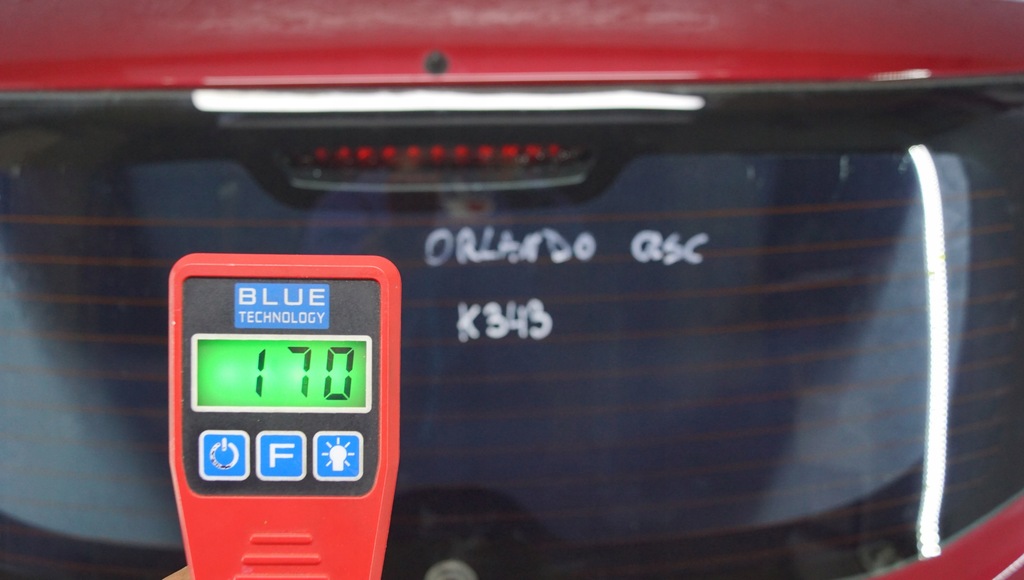 ORLANDO QSC
K343
BLUE
TECHNOLOGY
170
F